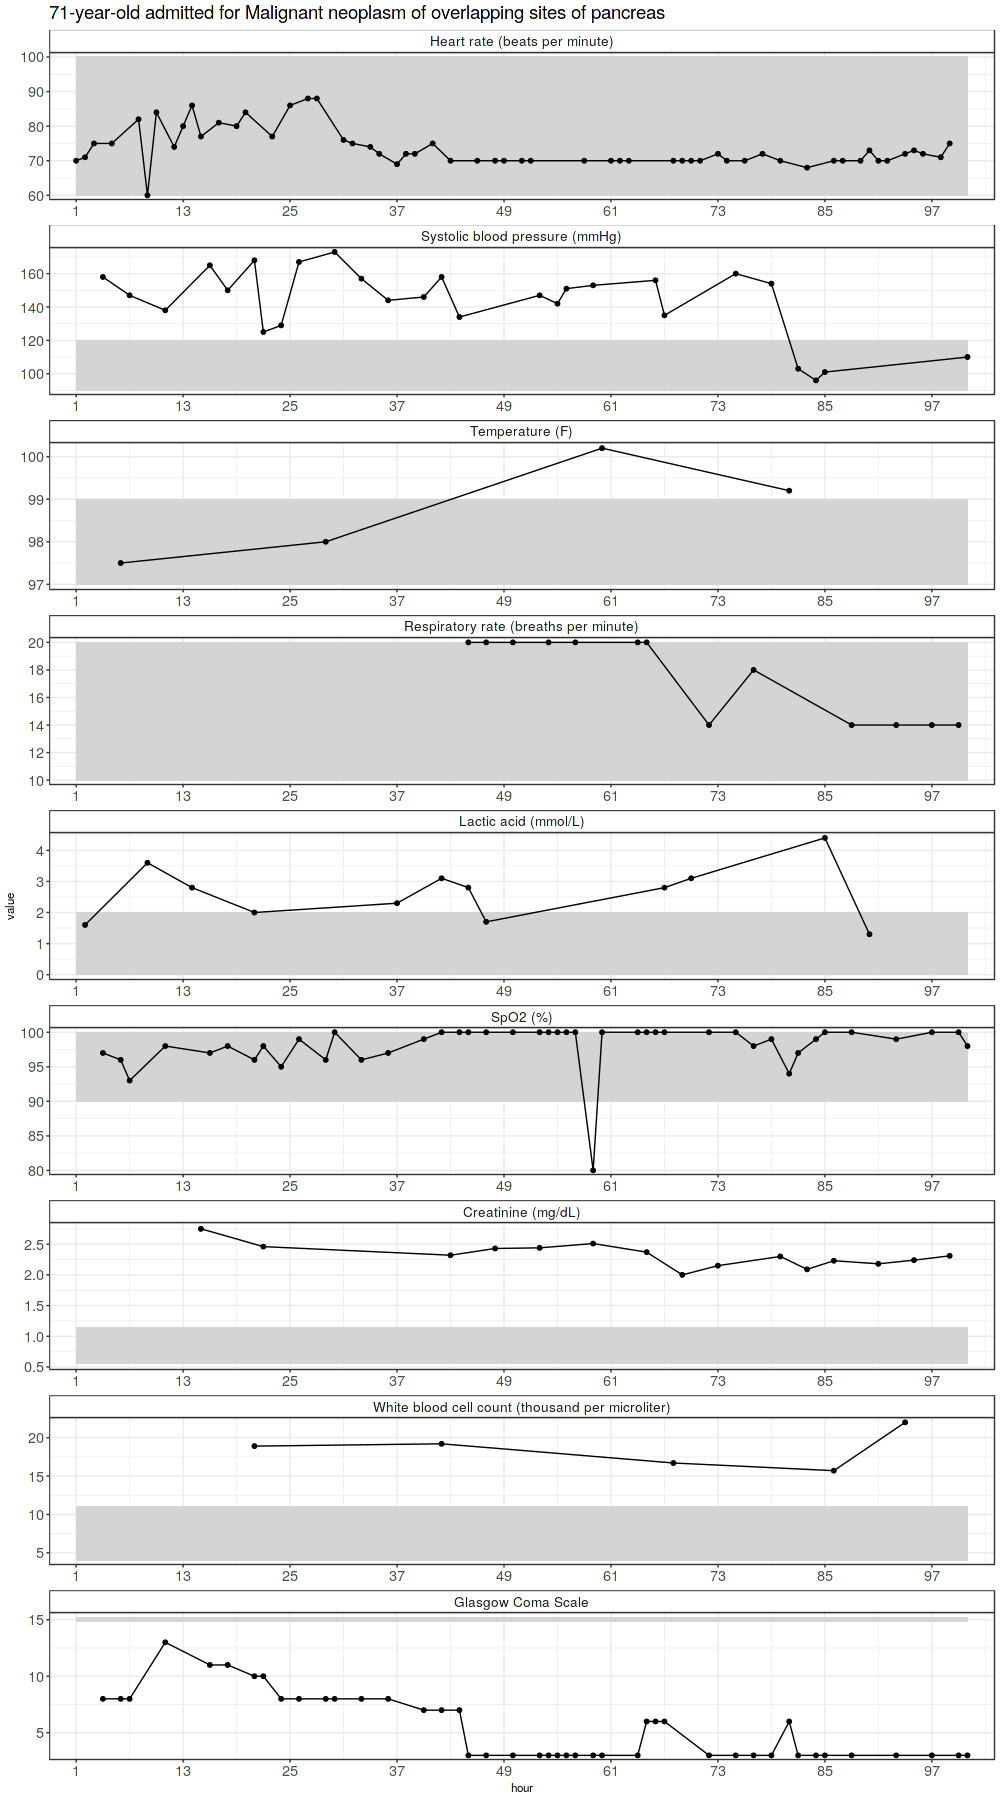 71-year-old admitted for Malignant neoplasm of overlapping sites of pancreas
Heart rate (beats per minute)
100
90
80
70
60
1 13 25 37 49 61 73 85 97
Systolic blood pressure (mmHg)
160
140
120
100
1 13 25 37 49 61 73 85 97
Temperature (F)
100
99
98
97
1 13 25 37 49 61 73 85 97
Respiratory rate (breaths per minute)
20
18
16
14
12
10
1 13 25 37 49 61 73 85 97
Lactic acid (mmol/L)
4
3
2
1
0
1 13 25 37 49 61 73 85 97
value
SpO2 (%)
100
95
90
85
80
1 13 25 37 49 61 73 85 97
Creatinine (mg/dL)
2.5
2.0
1.5
1.0
0.5
1 13 25 37 49 61 73 85 97
White blood cell count (thousand per microliter)
20
15
10
5
1 13 25 37 49 61 73 85 97
Glasgow Coma Scale
15
10
5
1 13 25 37 49 61 73 85 97
hour